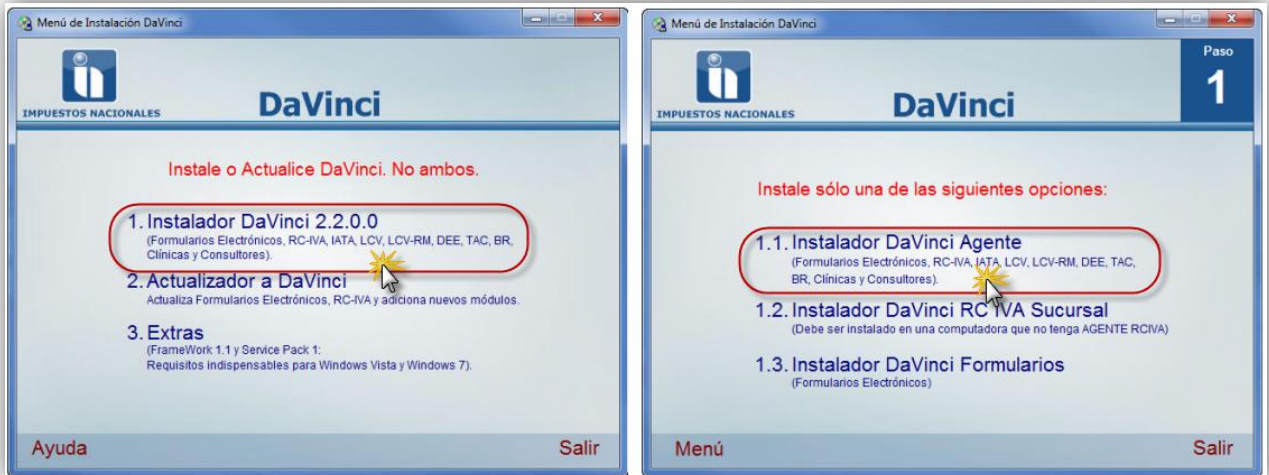 Menú de Instalación DaVinci
IMPUESTOS NACIONALES
DaVinci
Instale o Actualice DaVinci. No ambos.
1. Instalador DaVinci 2.2.0.0
(Formularios Electrónicos, RC-IVA, IATA, LCV, LCV-RM, DEE, TAC, BR,
Clínicas y Consultores).
2. Actualizador a DaVinci
Actualiza Formularios Electrónicos, RC-IVA y adiciona nuevos módulos.
3. Extras
(FrameWork 1.1 y Service Pack 1:
Requisitos indispensables para Windows Vista y Windows 7).
Ayuda
Salir
Menú de Instalación DaVinci
Paso
1
IMPUESTOS NACIONALES
DaVinci
Instale sólo una de las siguientes opciones:
1.1. Instalador DaVinci Agente
(Formularios Electrónicos, RC-IVA, IATA, LCV, LCV-RM, DEE, TAC,
BR, Clínicas y Consultores).
1.2. Instalador DaVinci RC IVA Sucursal
(Debe ser instalado en una computadora que no tenga AGENTE RCIVA)
1.3. Instalador DaVinci Formularios
(Formularios Electrónicos)
Menú
Salir